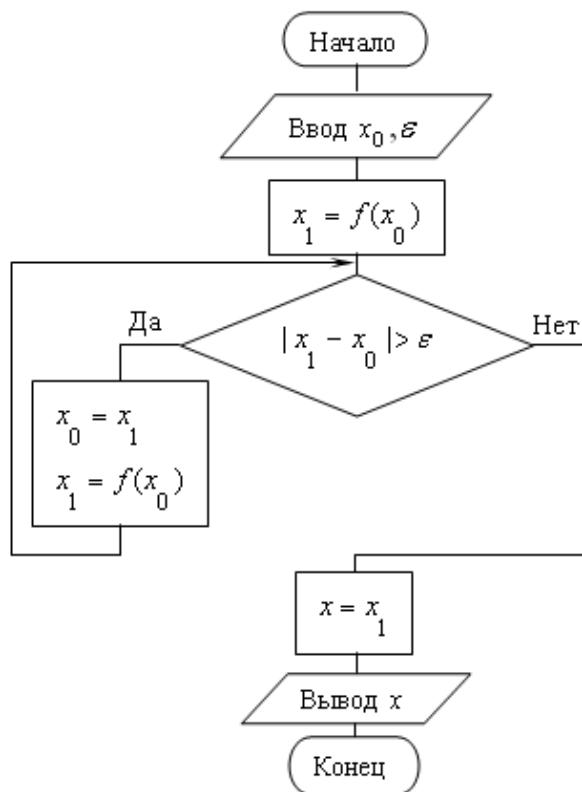 Начало
Ввод x₀, ε
x₁ = f(x₀)
Да
| x₁ − x₀ | > ε
Нет
x₀ = x₁
x₁ = f(x₀)
x = x₁
Вывод x
Конец